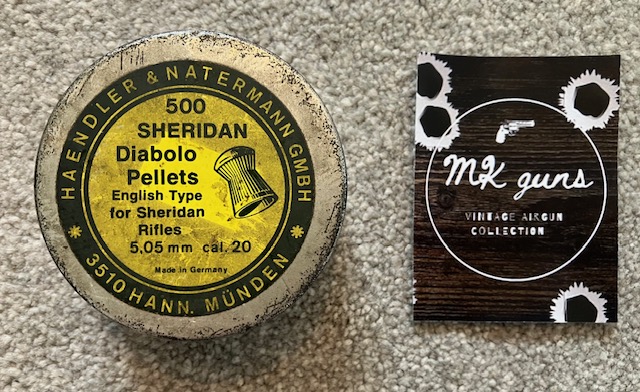 HAENDLER & NATERMANN GMBH
500
SHERIDAN
Diabolo
Pellets
English Type
for Sheridan
Rifles
5,05 mm cal. 20
Made in Germany
* 3510 HANN. MÜNDEN *
MK guns
VINTAGE AIRGUN
COLLECTION